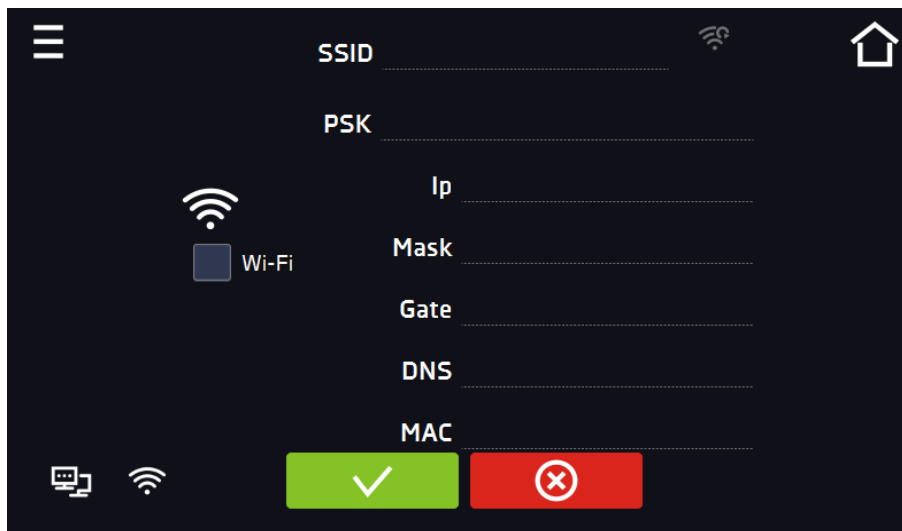 SSID
PSK
Ip
Wi-Fi
Mask
Gate
DNS
MAC